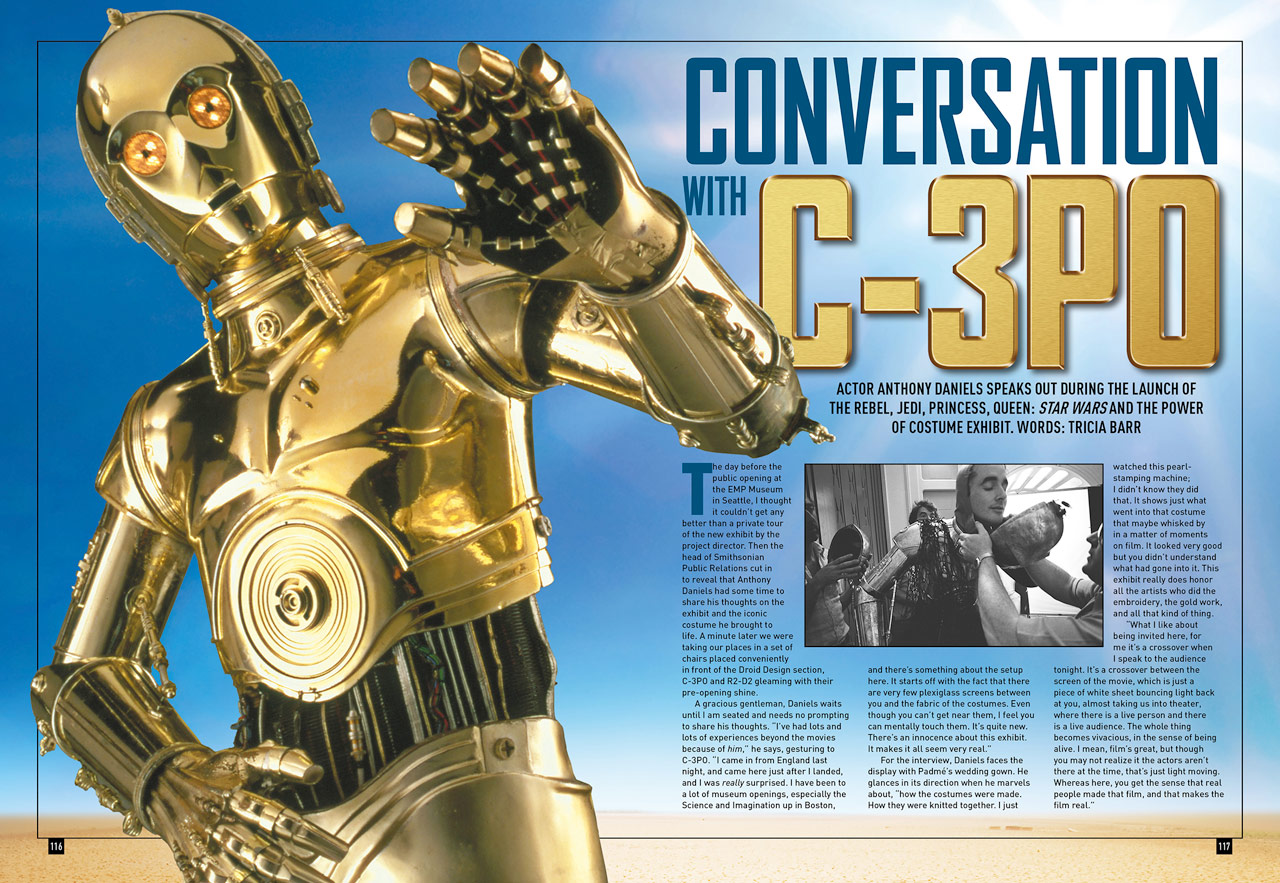 CONVERSATION
WITH C-3PO
ACTOR ANTHONY DANIELS SPEAKS OUT DURING THE LAUNCH OF
THE REBEL, JEDI, PRINCESS, QUEEN: STAR WARS AND THE POWER
OF COSTUME EXHIBIT. WORDS: TRICIA BARR
The day before the
public opening at
the EMP Museum
in Seattle, I thought
it couldn't get any
better than a private tour
of the new exhibit by the
project director. Then the
head of Smithsonian
Public Relations cut in
to reveal that Anthony
Daniels had some time to
share his thoughts on the
exhibit and the iconic
costume he brought to
life. A minute later we were
taking our places in a set of
chairs placed conveniently
in front of the Droid Design section,
C-3PO and R2-D2 gleaming with their
pre-opening shine.
A gracious gentleman, Daniels waits
until I am seated and needs no prompting
to share his thoughts. "I've had lots and
lots of experiences beyond the movies
because of him," he says, gesturing to
C-3PO. "I came in from England last
night, and came here just after I landed,
and I was really surprised. I have been to
a lot of museum openings, especially the
Science and Imagination up in Boston,
and there's something about the setup
here. It starts off with the fact that there
are very few plexiglass screens between
you and the fabric of the costumes. Even
though you can't get near them, I feel you
can mentally touch them. It's quite new.
There's an innocence about this exhibit.
It makes it all seem very real."
For the interview, Daniels faces the
display with Padmé's wedding gown. He
glances in its direction when he marvels
about, "how the costumes were made.
How they were knitted together. I just
watched this pearl-
stamping machine;
I didn't know they did
that. It shows just what
went into that costume
that maybe whisked by
in a matter of moments
on film. It looked very good
but you didn't understand
what had gone into it. This
exhibit really does honor
all the artists who did the
embroidery, the gold work,
and all that kind of thing.
"What I like about
being invited here, for
me it's a crossover when
I speak to the audience
tonight. It's a crossover between the
screen of the movie, which is just a
piece of white sheet bouncing light back
at you, almost taking us into theater,
where there is a live person and there
is a live audience. The whole thing
becomes vivacious, in the sense of being
alive. I mean, film's great, but though
you may not realize it the actors aren't
there at the time, that's just light moving.
Whereas here, you get the sense that real
people made that film, and that makes the
film real."
116
117